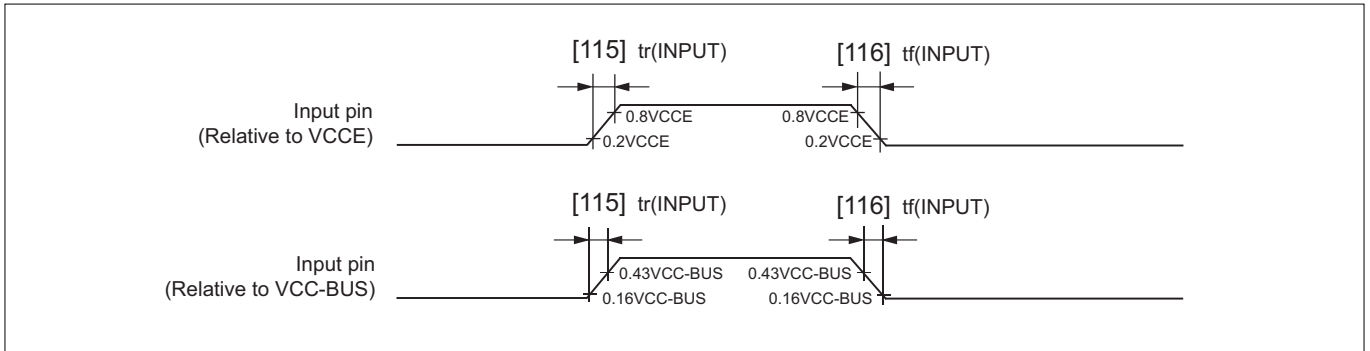 [115] tr(INPUT) [116] tf(INPUT)
Input pin
(Relative to VCCE)
0.8VCCE 0.8VCCE
0.2VCCE 0.2VCCE
[115] tr(INPUT) [116] tf(INPUT)
Input pin
(Relative to VCC-BUS)
0.43VCC-BUS 0.43VCC-BUS
0.16VCC-BUS 0.16VCC-BUS